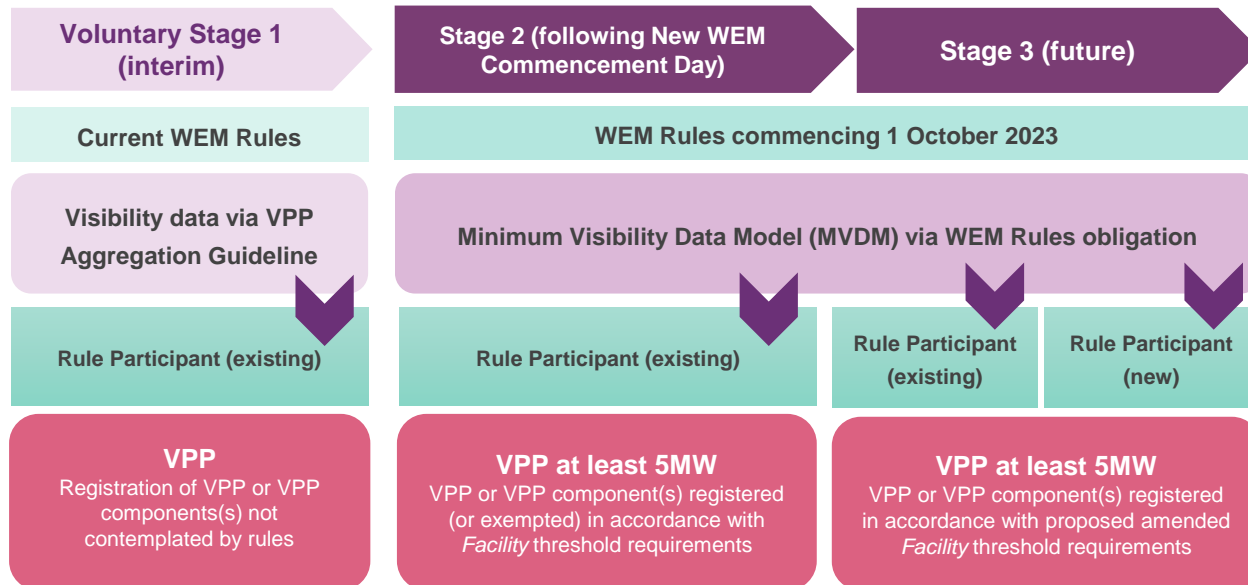 Voluntary Stage 1
(interim)
Stage 2 (following New WEM
Commencement Day)
Stage 3 (future)
Current WEM Rules
WEM Rules commencing 1 October 2023
Visibility data via VPP
Aggregation Guideline
Minimum Visibility Data Model (MVDM) via WEM Rules obligation
Rule Participant (existing)
Rule Participant (existing)
Rule Participant
(existing)
Rule Participant
(new)
VPP
Registration of VPP or VPP
components(s) not
contemplated by rules
VPP at least 5MW
VPP or VPP component(s) registered
(or exempted) in accordance with
Facility threshold requirements
VPP at least 5MW
VPP or VPP component(s) registered
in accordance with proposed amended
Facility threshold requirements